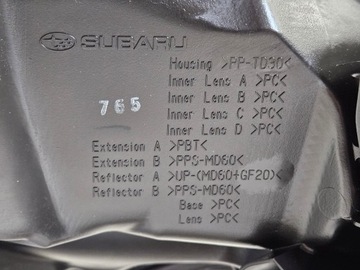 SUBARU
Housing >PP-TD30<
Inner Lens A >PC<
765
Inner Lens B >PC<
Inner Lens C >PC<
Inner Lens D >PC<
Extension A >PBT<
Extension B >PPS-MD60<
Reflector A >UP-(MD60+GF20)<
Reflector B >PPS-MD60<
Base >PC<
Lens >PC<